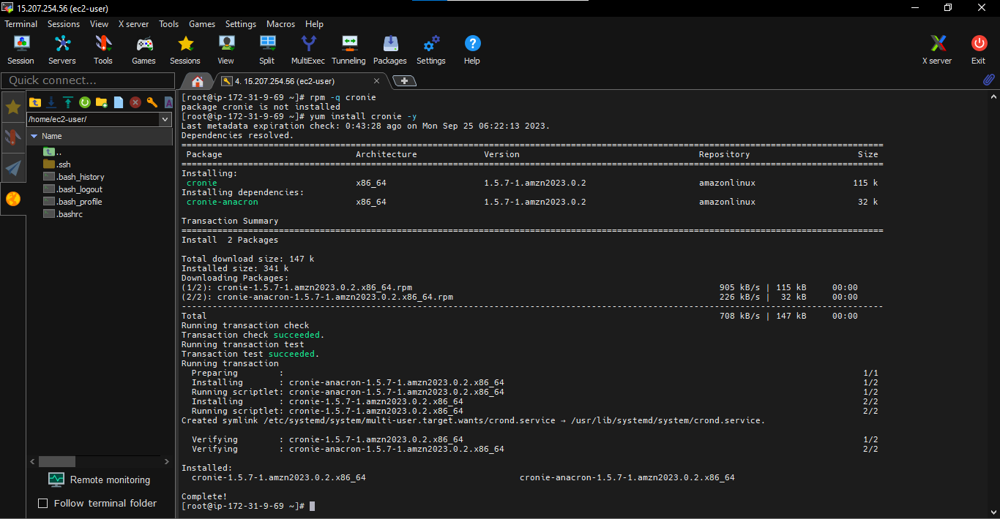 15.207.254.56 (ec2-user)
Terminal Sessions View X server Tools Games Settings Macros Help
Session Servers Tools Games Sessions View Split MultiExec Tunneling Packages Settings Help X server Exit
Quick connect...
4. 15.207.254.56 (ec2-user)
/home/ec2-user/
Name
..
.ssh
.bash_history
.bash_logout
.bash_profile
.bashrc
Remote monitoring
Follow terminal folder
[root@ip-172-31-9-69 ~]# rpm -q cronie
package cronie is not installed
[root@ip-172-31-9-69 ~]# yum install cronie -y
Last metadata expiration check: 0:43:28 ago on Mon Sep 25 06:22:13 2023.
Dependencies resolved.
Package Architecture Version Repository Size
Installing:
cronie x86_64 1.5.7-1.amzn2023.0.2 amazonlinux 115 k
Installing dependencies:
cronie-anacron x86_64 1.5.7-1.amzn2023.0.2 amazonlinux 32 k
Transaction Summary
Install 2 Packages
Total download size: 147 k
Installed size: 341 k
Downloading Packages:
(1/2): cronie-1.5.7-1.amzn2023.0.2.x86_64.rpm 905 kB/s | 115 kB 00:00
(2/2): cronie-anacron-1.5.7-1.amzn2023.0.2.x86_64.rpm 226 kB/s | 32 kB 00:00
Total 708 kB/s | 147 kB 00:00
Running transaction check
Transaction check succeeded.
Running transaction test
Transaction test succeeded.
Running transaction
Preparing : 1/1
Installing : cronie-anacron-1.5.7-1.amzn2023.0.2.x86_64 1/2
Running scriptlet: cronie-anacron-1.5.7-1.amzn2023.0.2.x86_64 1/2
Installing : cronie-1.5.7-1.amzn2023.0.2.x86_64 2/2
Running scriptlet: cronie-1.5.7-1.amzn2023.0.2.x86_64 2/2
Created symlink /etc/systemd/system/multi-user.target.wants/crond.service → /usr/lib/systemd/system/crond.service.
Verifying : cronie-1.5.7-1.amzn2023.0.2.x86_64 1/2
Verifying : cronie-anacron-1.5.7-1.amzn2023.0.2.x86_64 2/2
Installed:
cronie-1.5.7-1.amzn2023.0.2.x86_64 cronie-anacron-1.5.7-1.amzn2023.0.2.x86_64
Complete!
[root@ip-172-31-9-69 ~]#